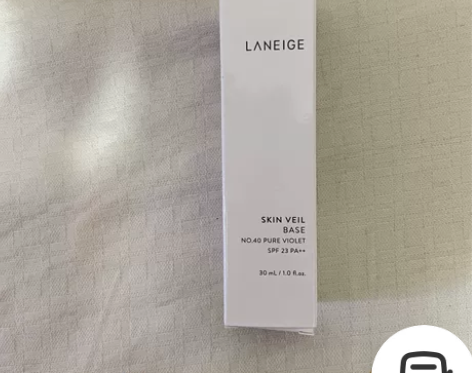 LANEIGE
SKIN VEIL
BASE
NO.40 PURE VIOLET
SPF 23 PA++
30 mL / 1.0 fl.oz.